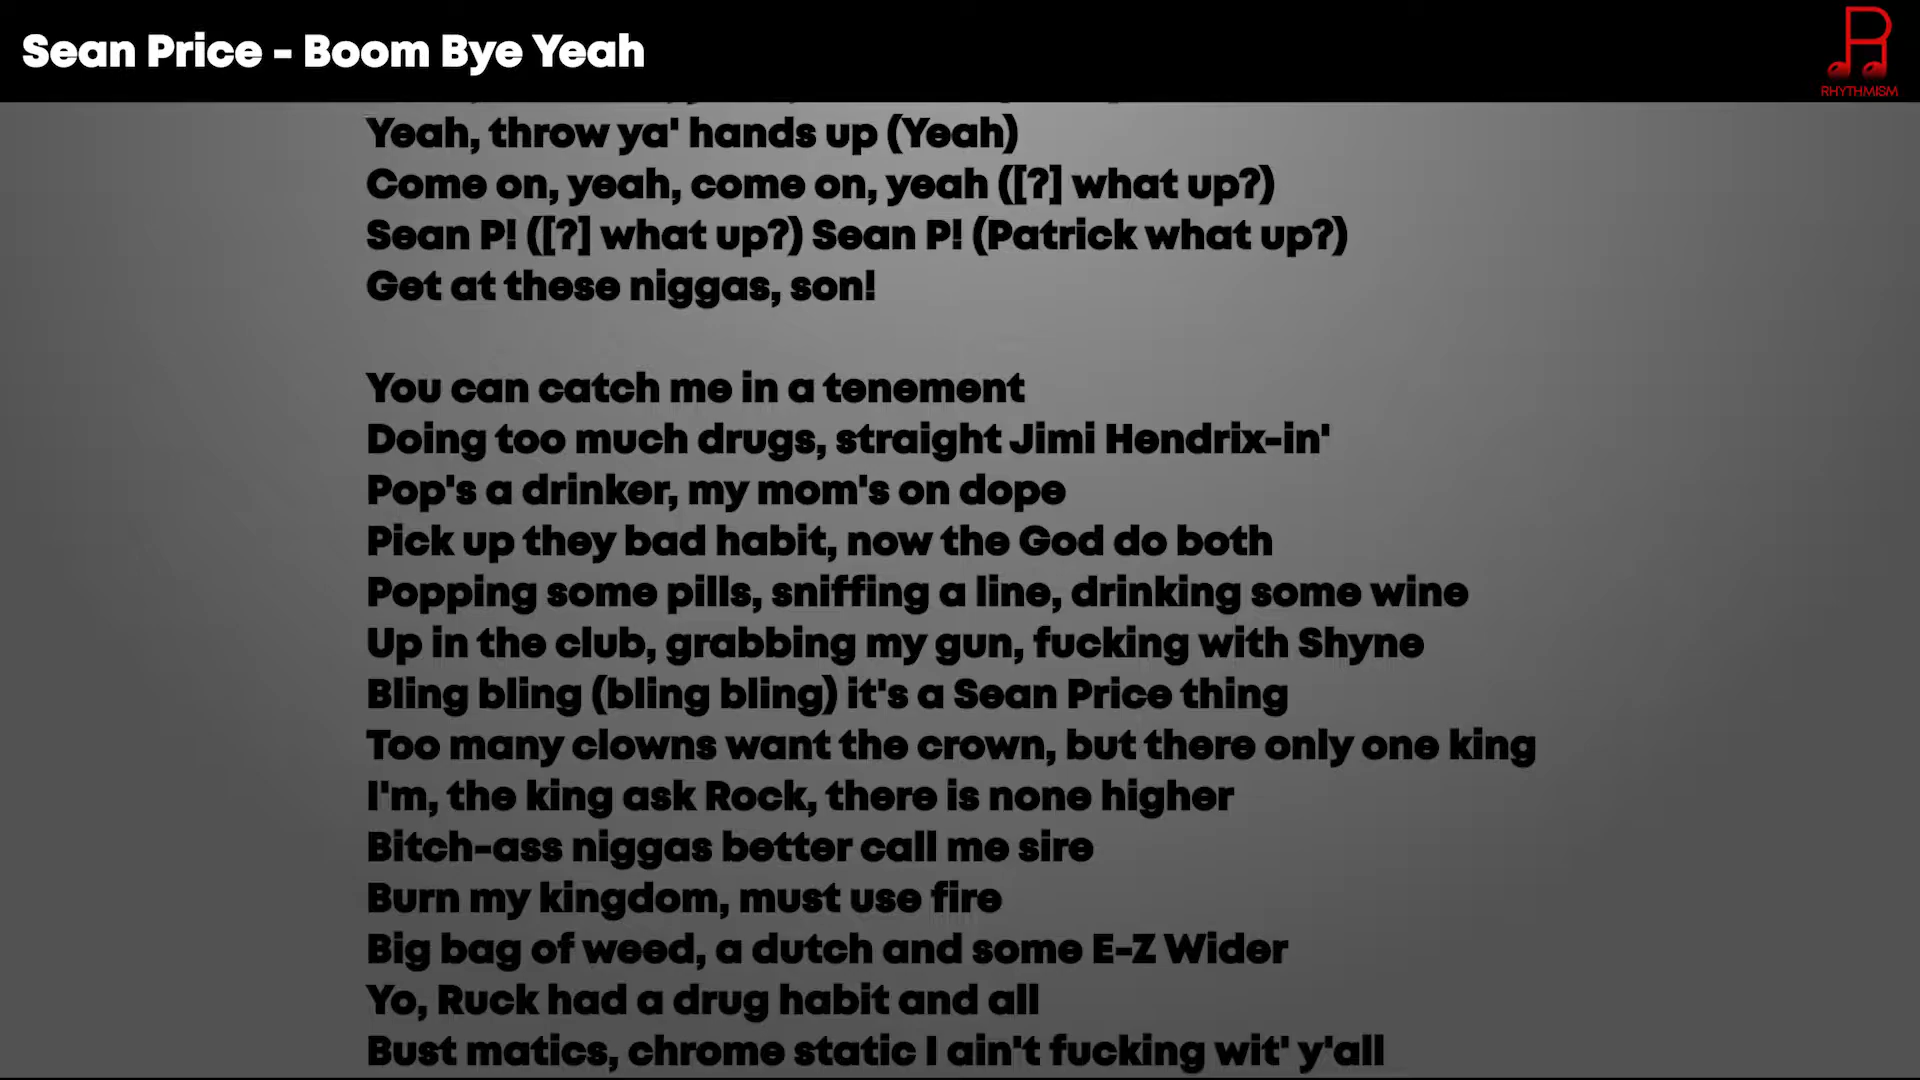 Sean Price - Boom Bye Yeah
RHYTHMISM
Yeah, throw ya' hands up (Yeah)
Come on, yeah, come on, yeah ([?] what up?)
Sean P! ([?] what up?) Sean P! (Patrick what up?)
Get at these niggas, son!
You can catch me in a tenement
Doing too much drugs, straight Jimi Hendrix-in'
Pop's a drinker, my mom's on dope
Pick up they bad habit, now the God do both
Popping some pills, sniffing a line, drinking some wine
Up in the club, grabbing my gun, fucking with Shyne
Bling bling (bling bling) it's a Sean Price thing
Too many clowns want the crown, but there only one king
I'm, the king ask Rock, there is none higher
Bitch-ass niggas better call me sire
Burn my kingdom, must use fire
Big bag of weed, a dutch and some E-Z Wider
Yo, Ruck had a drug habit and all
Bust matics, chrome static I ain't fucking wit' y'all